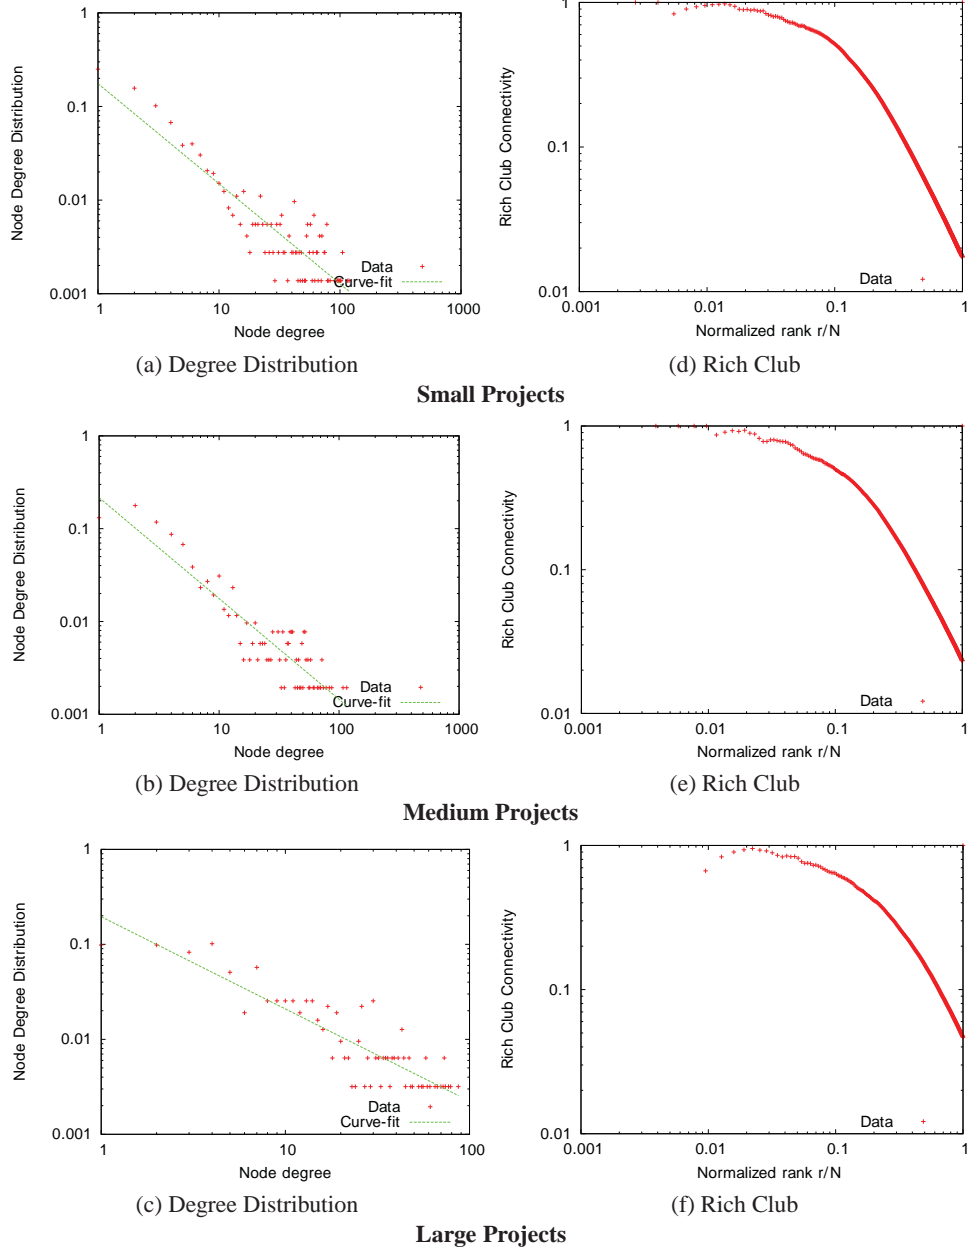 1
0.1
0.01
0.001
1
10
100
1000
Node Degree Distribution
Node degree
Data
Curve-fit
(a) Degree Distribution
1
0.1
0.01
0.001
0.01
0.1
1
Rich Club Connectivity
Normalized rank r/N
Data
(d) Rich Club
Small Projects
1
0.1
0.01
0.001
1
10
100
1000
Node Degree Distribution
Node degree
Data
Curve-fit
(b) Degree Distribution
1
0.1
0.01
0.001
0.01
0.1
1
Rich Club Connectivity
Normalized rank r/N
Data
(e) Rich Club
Medium Projects
1
0.1
0.01
0.001
1
10
100
Node Degree Distribution
Node degree
Data
Curve-fit
(c) Degree Distribution
1
0.1
0.01
0.001
0.01
0.1
1
Rich Club Connectivity
Normalized rank r/N
Data
(f) Rich Club
Large Projects